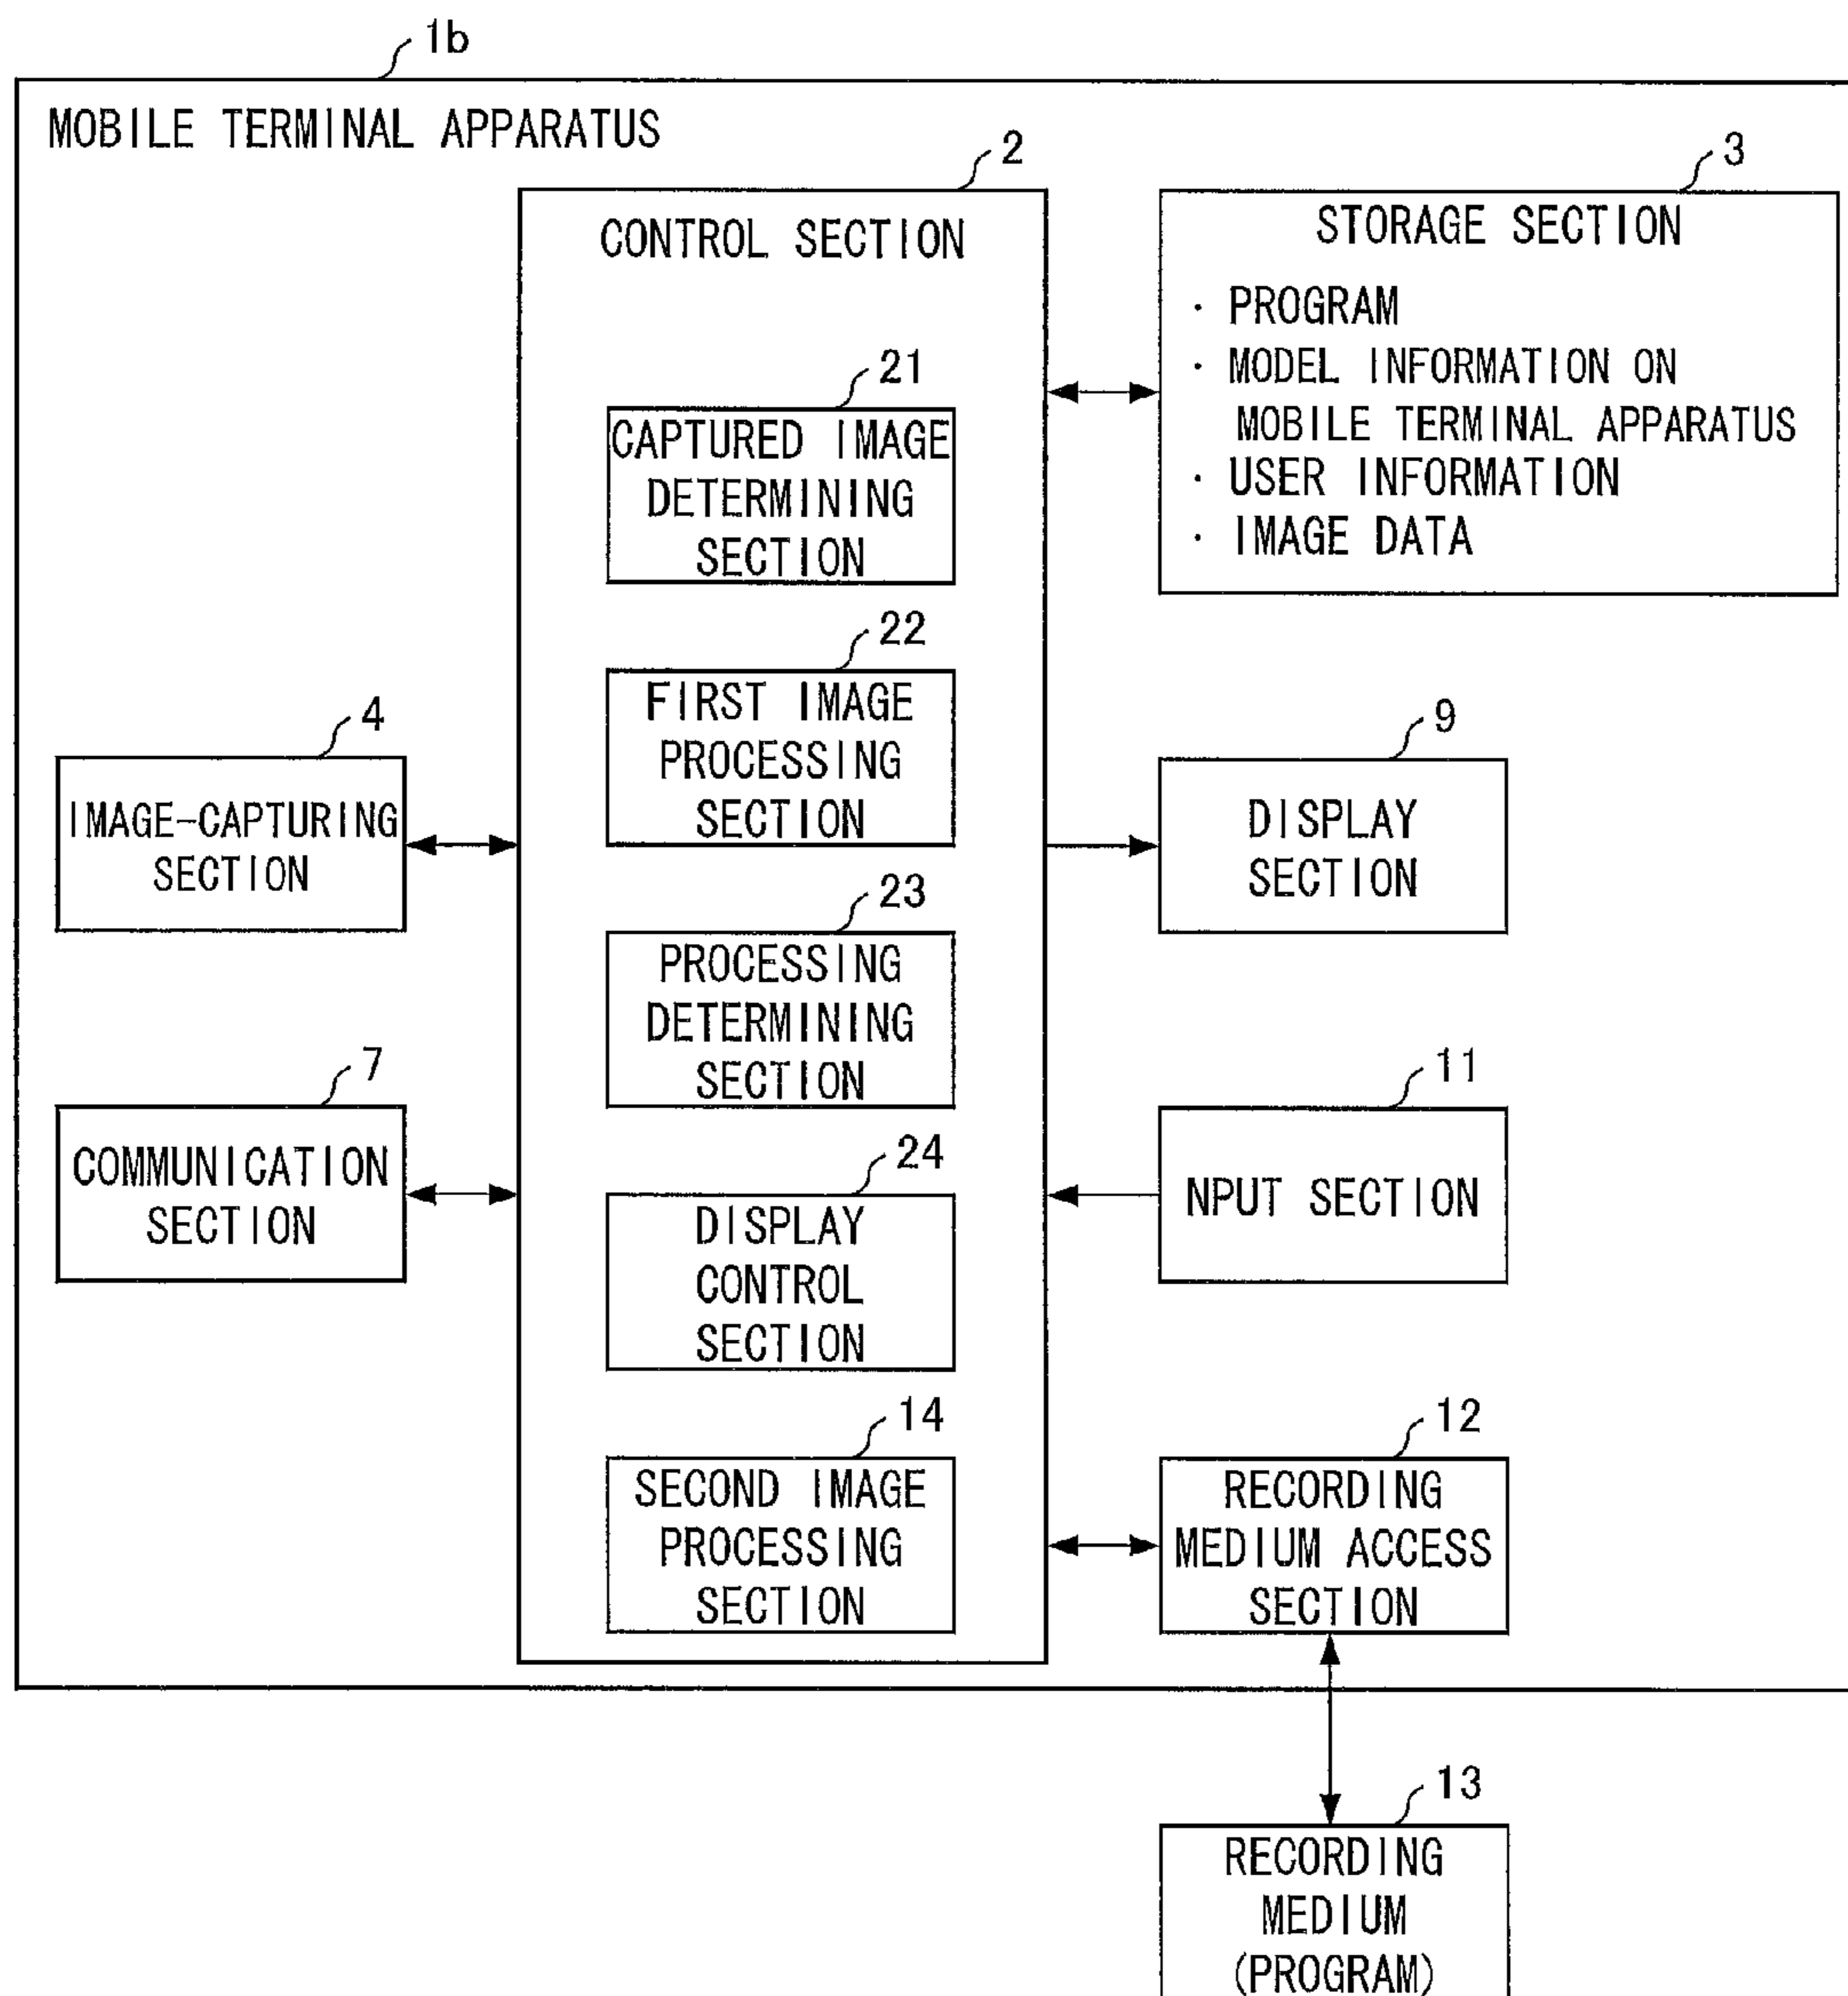 1b
MOBILE TERMINAL APPARATUS
2
CONTROL SECTION
3
STORAGE SECTION
· PROGRAM
· MODEL INFORMATION ON
MOBILE TERMINAL APPARATUS
· USER INFORMATION
· IMAGE DATA
21
CAPTURED IMAGE
DETERMINING
SECTION
22
FIRST IMAGE
PROCESSING
SECTION
4
IMAGE-CAPTURING
SECTION
9
DISPLAY
SECTION
23
PROCESSING
DETERMINING
SECTION
7
COMMUNICATION
SECTION
11
NPUT SECTION
24
DISPLAY
CONTROL
SECTION
14
SECOND IMAGE
PROCESSING
SECTION
12
RECORDING
MEDIUM ACCESS
SECTION
13
RECORDING
MEDIUM
(PROGRAM)